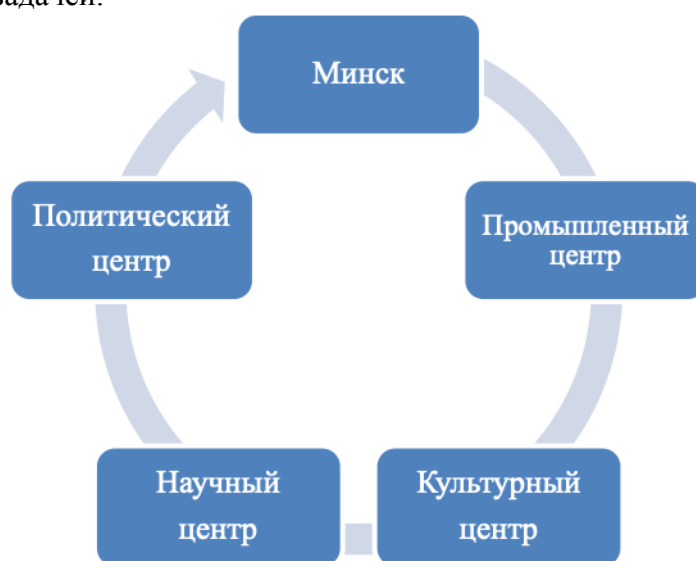 Минск
Промышленный
центр
Культурный
центр
Научный
центр
Политический
центр